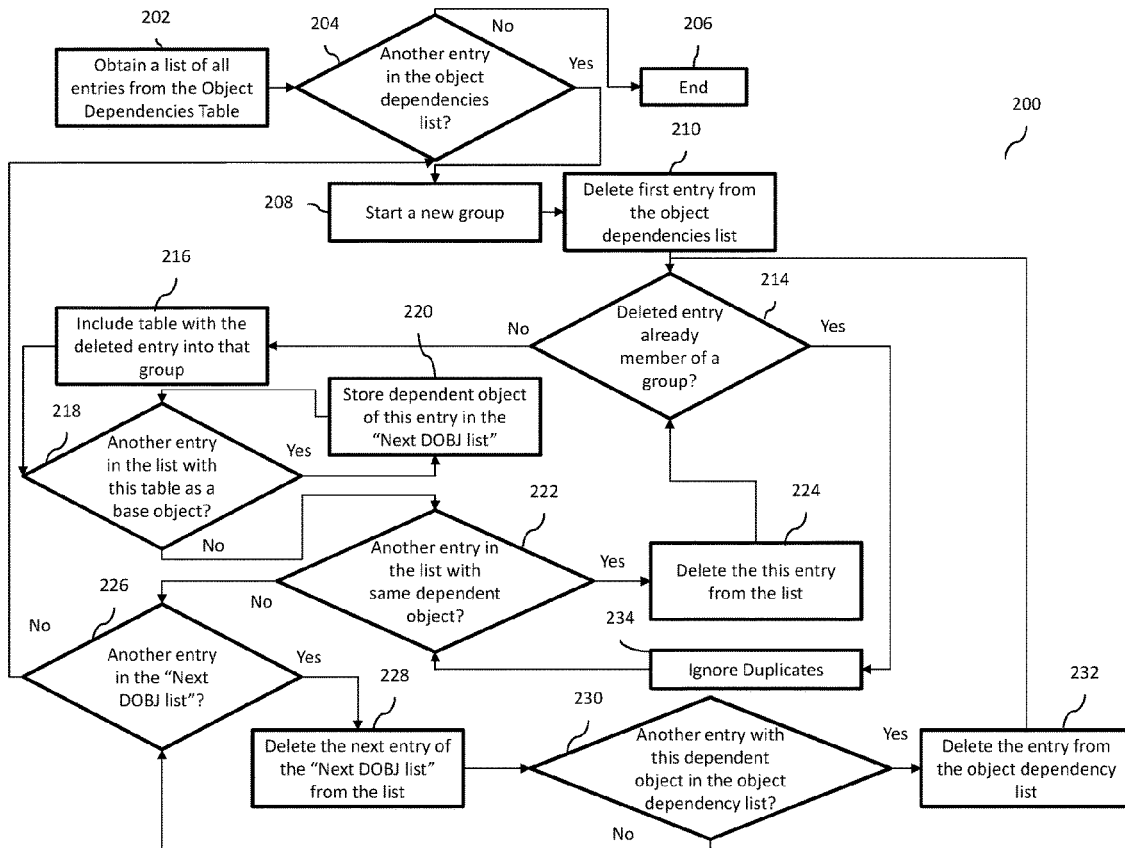 202
Obtain a list of all
entries from the Object
Dependencies Table
204
Another
entry
in the object
dependencies
list?
No
Yes
206
End
200
208
Start a new group
210
Delete first entry from
the object
dependencies list
214
Deleted entry
already
member of a
group?
No
Yes
216
Include table with the
deleted entry into that
group
220
Store dependent object
of this entry in the
“Next DOBJ list”
218
Another entry
in the list with
this table as a
base object?
Yes
No
222
Another entry in
the list with
same dependent
object?
Yes
No
224
Delete the this entry
from the list
234
Ignore Duplicates
226
No
Another entry
in the “Next
DOBJ list”?
Yes
228
Delete the next entry of
the “Next DOBJ list”
from the list
230
Another entry with
this dependent
object in the object
dependency list?
Yes
No
232
Delete the entry from
the object dependency
list